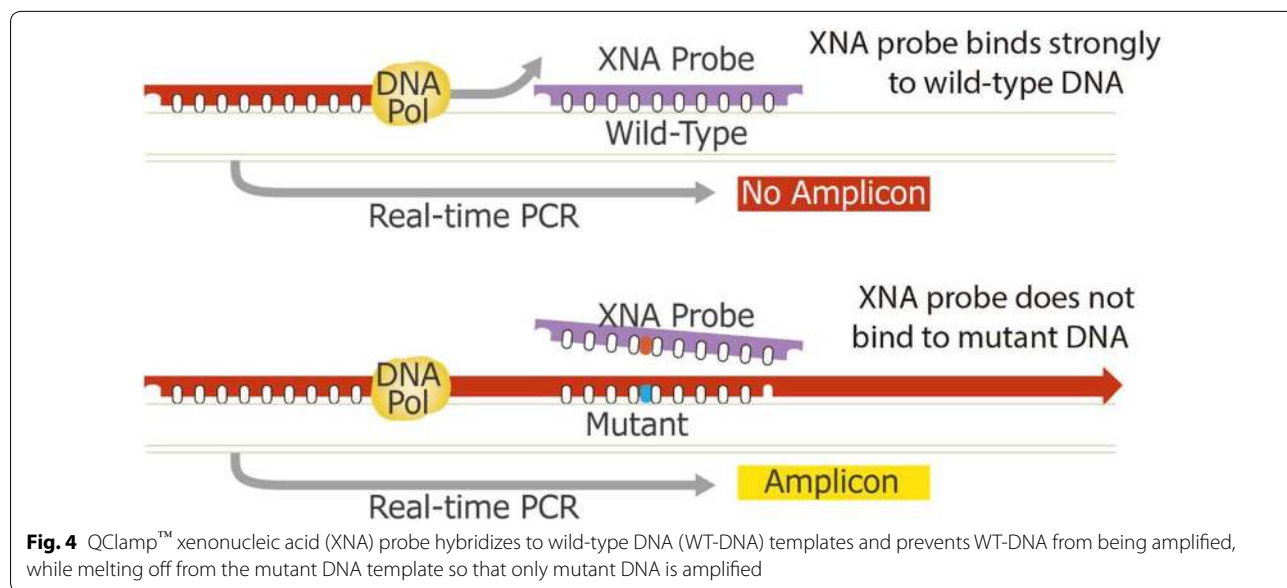 XNA probe binds strongly
to wild-type DNA
XNA Probe
DNA
Pol
Wild-Type
No Amplicon
Real-time PCR
XNA probe does not
bind to mutant DNA
XNA Probe
DNA
Pol
Mutant
Amplicon
Real-time PCR
Fig. 4 QClamp™ xenonucleic acid (XNA) probe hybridizes to wild-type DNA (WT-DNA) templates and prevents WT-DNA from being amplified,
while melting off from the mutant DNA template so that only mutant DNA is amplified